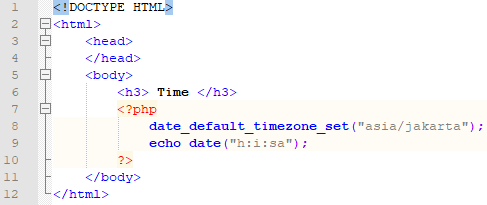 1 <!DOCTYPE HTML>
2 <html>
3 <head>
4 </head>
5 <body>
6 <h3> Time </h3>
7 <?php
8 date_default_timezone_set("asia/jakarta");
9 echo date("h:i:sa");
10 ?>
11 </body>
12 </html>